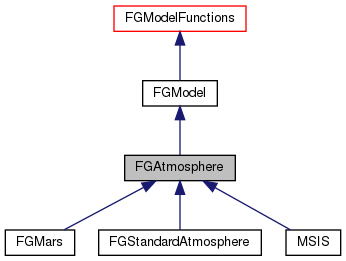 FGModelFunctions
FGModel
FGAtmosphere
FGMars
FGStandardAtmosphere
MSIS